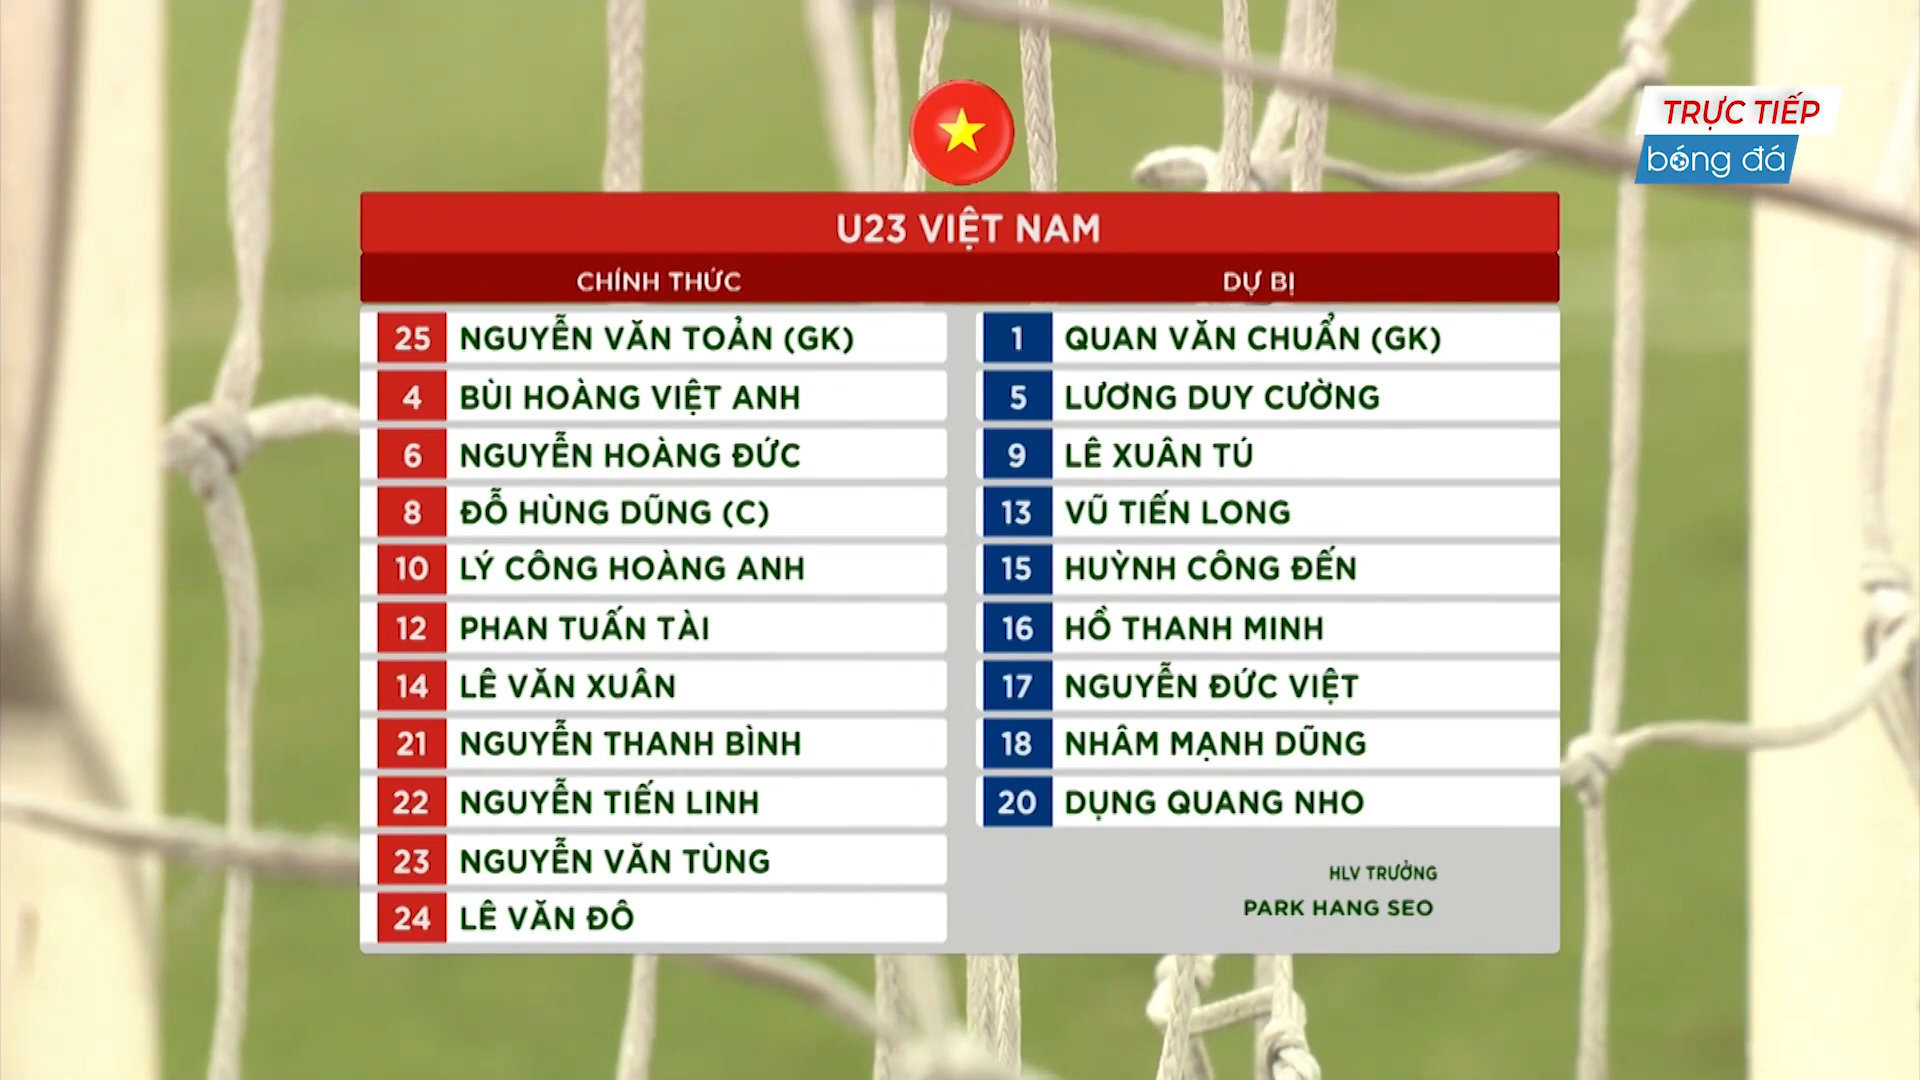 TRỰC TIẾP
bóng đá
U23 VIỆT NAM
CHÍNH THỨC
25 NGUYỄN VĂN TOẢN (GK)
4 BÙI HOÀNG VIỆT ANH
6 NGUYỄN HOÀNG ĐỨC
8 ĐỖ HÙNG DŨNG (C)
10 LÝ CÔNG HOÀNG ANH
12 PHAN TUẤN TÀI
14 LÊ VĂN XUÂN
21 NGUYỄN THANH BÌNH
22 NGUYỄN TIẾN LINH
23 NGUYỄN VĂN TÙNG
24 LÊ VĂN ĐÔ
DỰ BỊ
1 QUAN VĂN CHUẨN (GK)
5 LƯƠNG DUY CƯỜNG
9 LÊ XUÂN TÚ
13 VŨ TIẾN LONG
15 HUỲNH CÔNG ĐẾN
16 HỒ THANH MINH
17 NGUYỄN ĐỨC VIỆT
18 NHÂM MẠNH DŨNG
20 DỤNG QUANG NHO
HLV TRƯỞNG
PARK HANG SEO